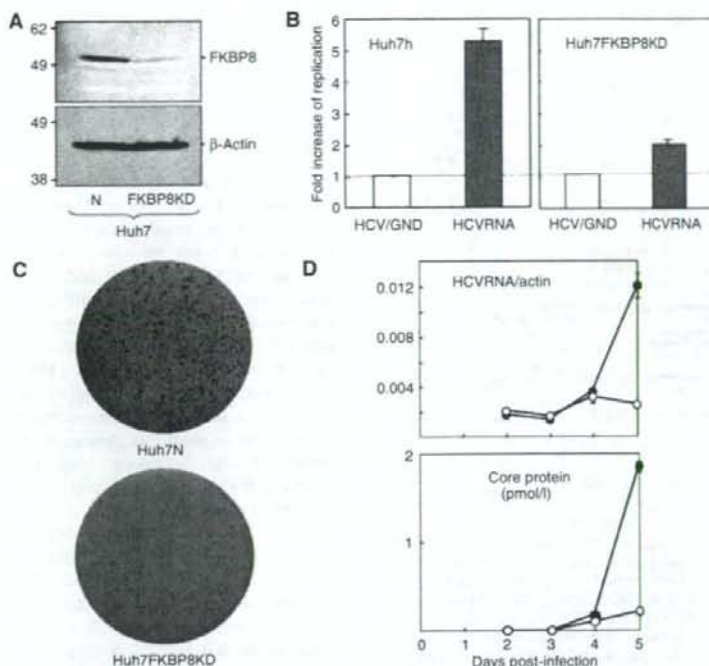 A
62
49
FKBP8
49
38
β-Actin
N FKBP8KD
Huh7
B
Fold increase of replication
6
5
4
3
2
1
0
Huh7h
HCV/GND HCVRNA
Huh7FKBP8KD
HCV/GND HCVRNA
C
Huh7N
Huh7FKBP8KD
D
HCVRNA/actin
0.012
0.008
0.004
Core protein
(pmol/l)
2
1
0 1 2 3 4 5
Days post-infection